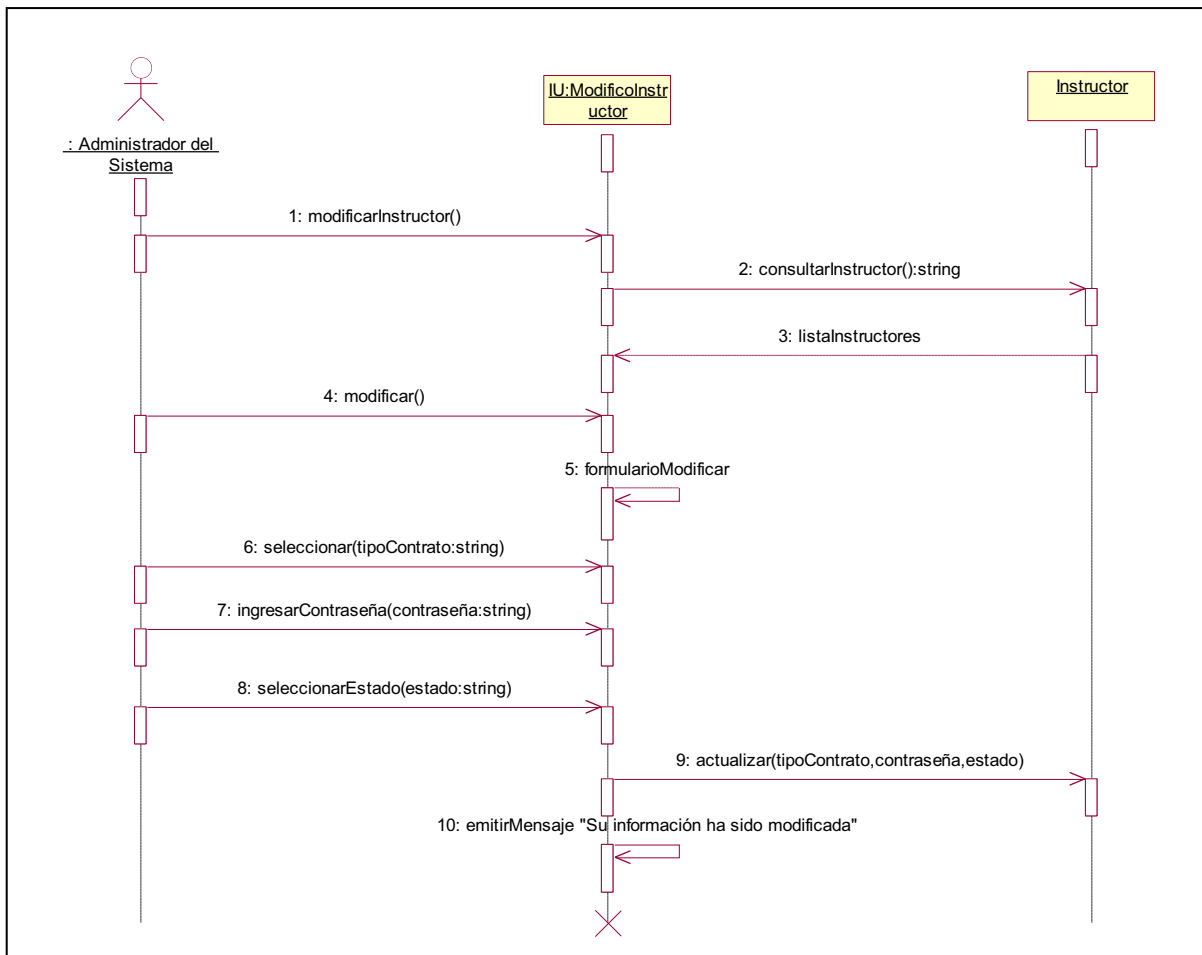 : Administrador del
Sistema
IU:ModificoInstr
uctor
Instructor
1: modificarInstructor()
2: consultarInstructor():string
3: listaInstructores
4: modificar()
5: formularioModificar
6: seleccionar(tipoContrato:string)
7: ingresarContraseña(contraseña:string)
8: seleccionarEstado(estado:string)
9: actualizar(tipoContrato,contraseña,estado)
10: emitirMensaje "Su información ha sido modificada"